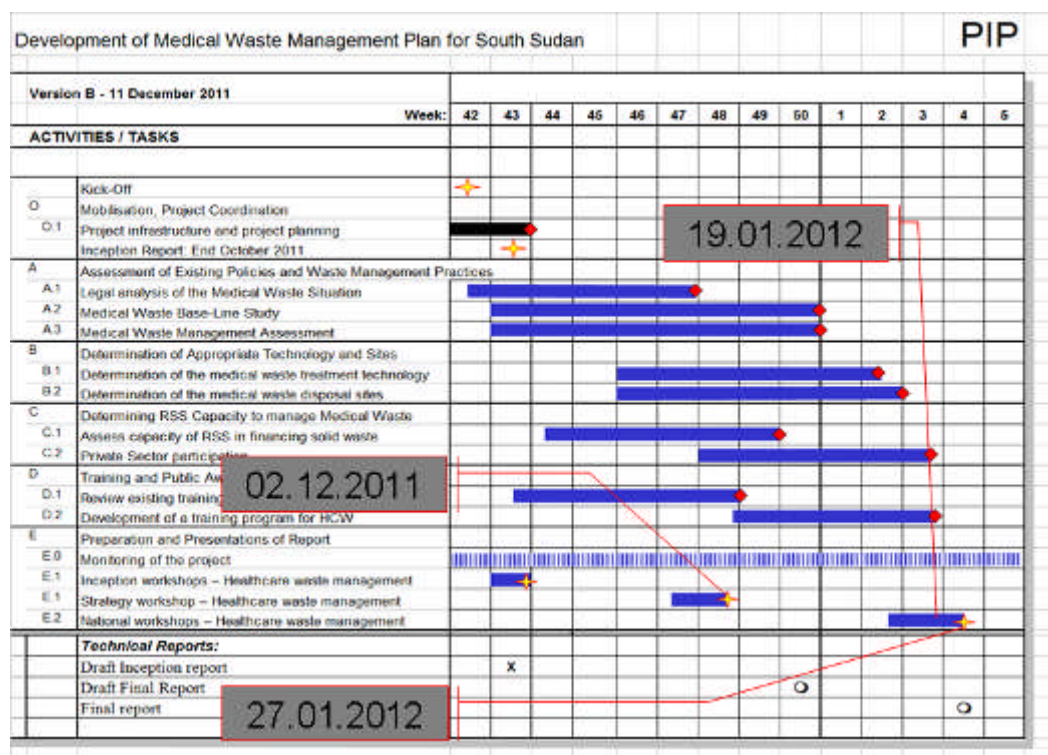 Development of Medical Waste Management Plan for South Sudan PIP
Version B - 11 December 2011
Week: 42 43 44 45 46 47 48 49 50 1 2 3 4 5
ACTIVITIES / TASKS
Kick-Off
O Mobilisation, Project Coordination
O.1 Project infrastructure and project planning
19.01.2012
Inception Report: End October 2011
A Assessment of Existing Policies and Waste Management Practices
A.1 Legal analysis of the Medical Waste Situation
A.2 Medical Waste Base-Line Study
A.3 Medical Waste Management Assessment
B Determination of Appropriate Technology and Sites
B.1 Determination of the medical waste treatment technology
B.2 Determination of the medical waste disposal sites
C Determining RSS Capacity to manage Medical Waste
C.1 Assess capacity of RSS in financing solid waste
C.2 Private Sector participation
D Training and Public Aw
02.12.2011
D.1 Review existing training
D.2 Development of a training program for HCW
E Preparation and Presentations of Report
E.0 Monitoring of the project
E.1 Inception workshops – Healthcare waste management
E.1 Strategy workshop – Healthcare waste management
E.2 National workshops – Healthcare waste management
Technical Reports:
Draft Inception report X
Draft Final Report
Final report
27.01.2012